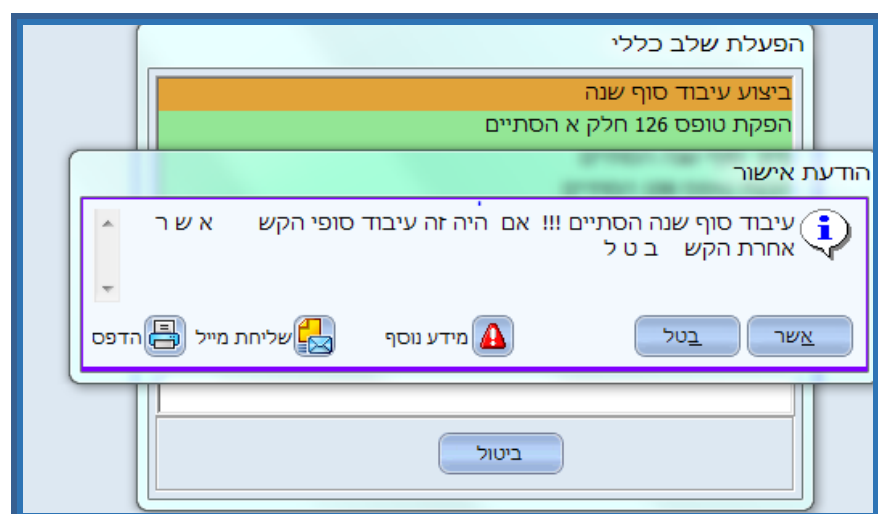 הפעלת שלב כללי
ביצוע עיבוד סוף שנה
הפקת טופס 126 חלק א הסתיים
הודעת אישור
עיבוד סוף שנה הסתיים !!! אם היה זה עיבוד סופי הקש א ש ר
אחרת הקש ב ט ל
אשר בטל מידע נוסף שליחת מייל הדפס
ביטול